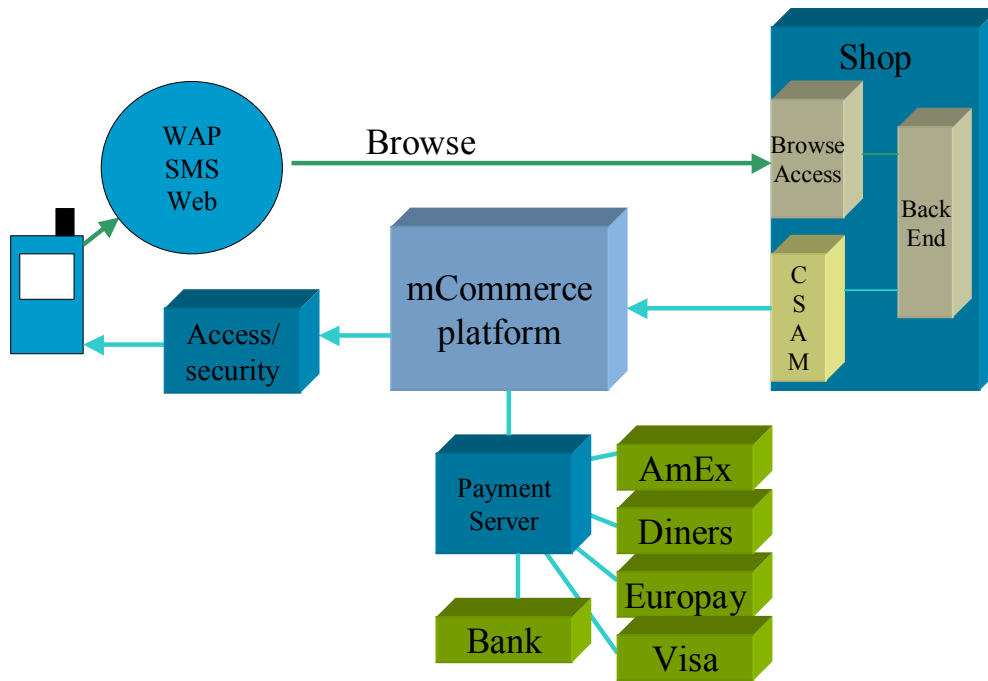 Shop
WAP
SMS
Web
Browse
Browse
Access
Back
End
mCommerce
platform
C
S
A
M
Access/
security
Payment
Server
AmEx
Diners
Europay
Bank
Visa